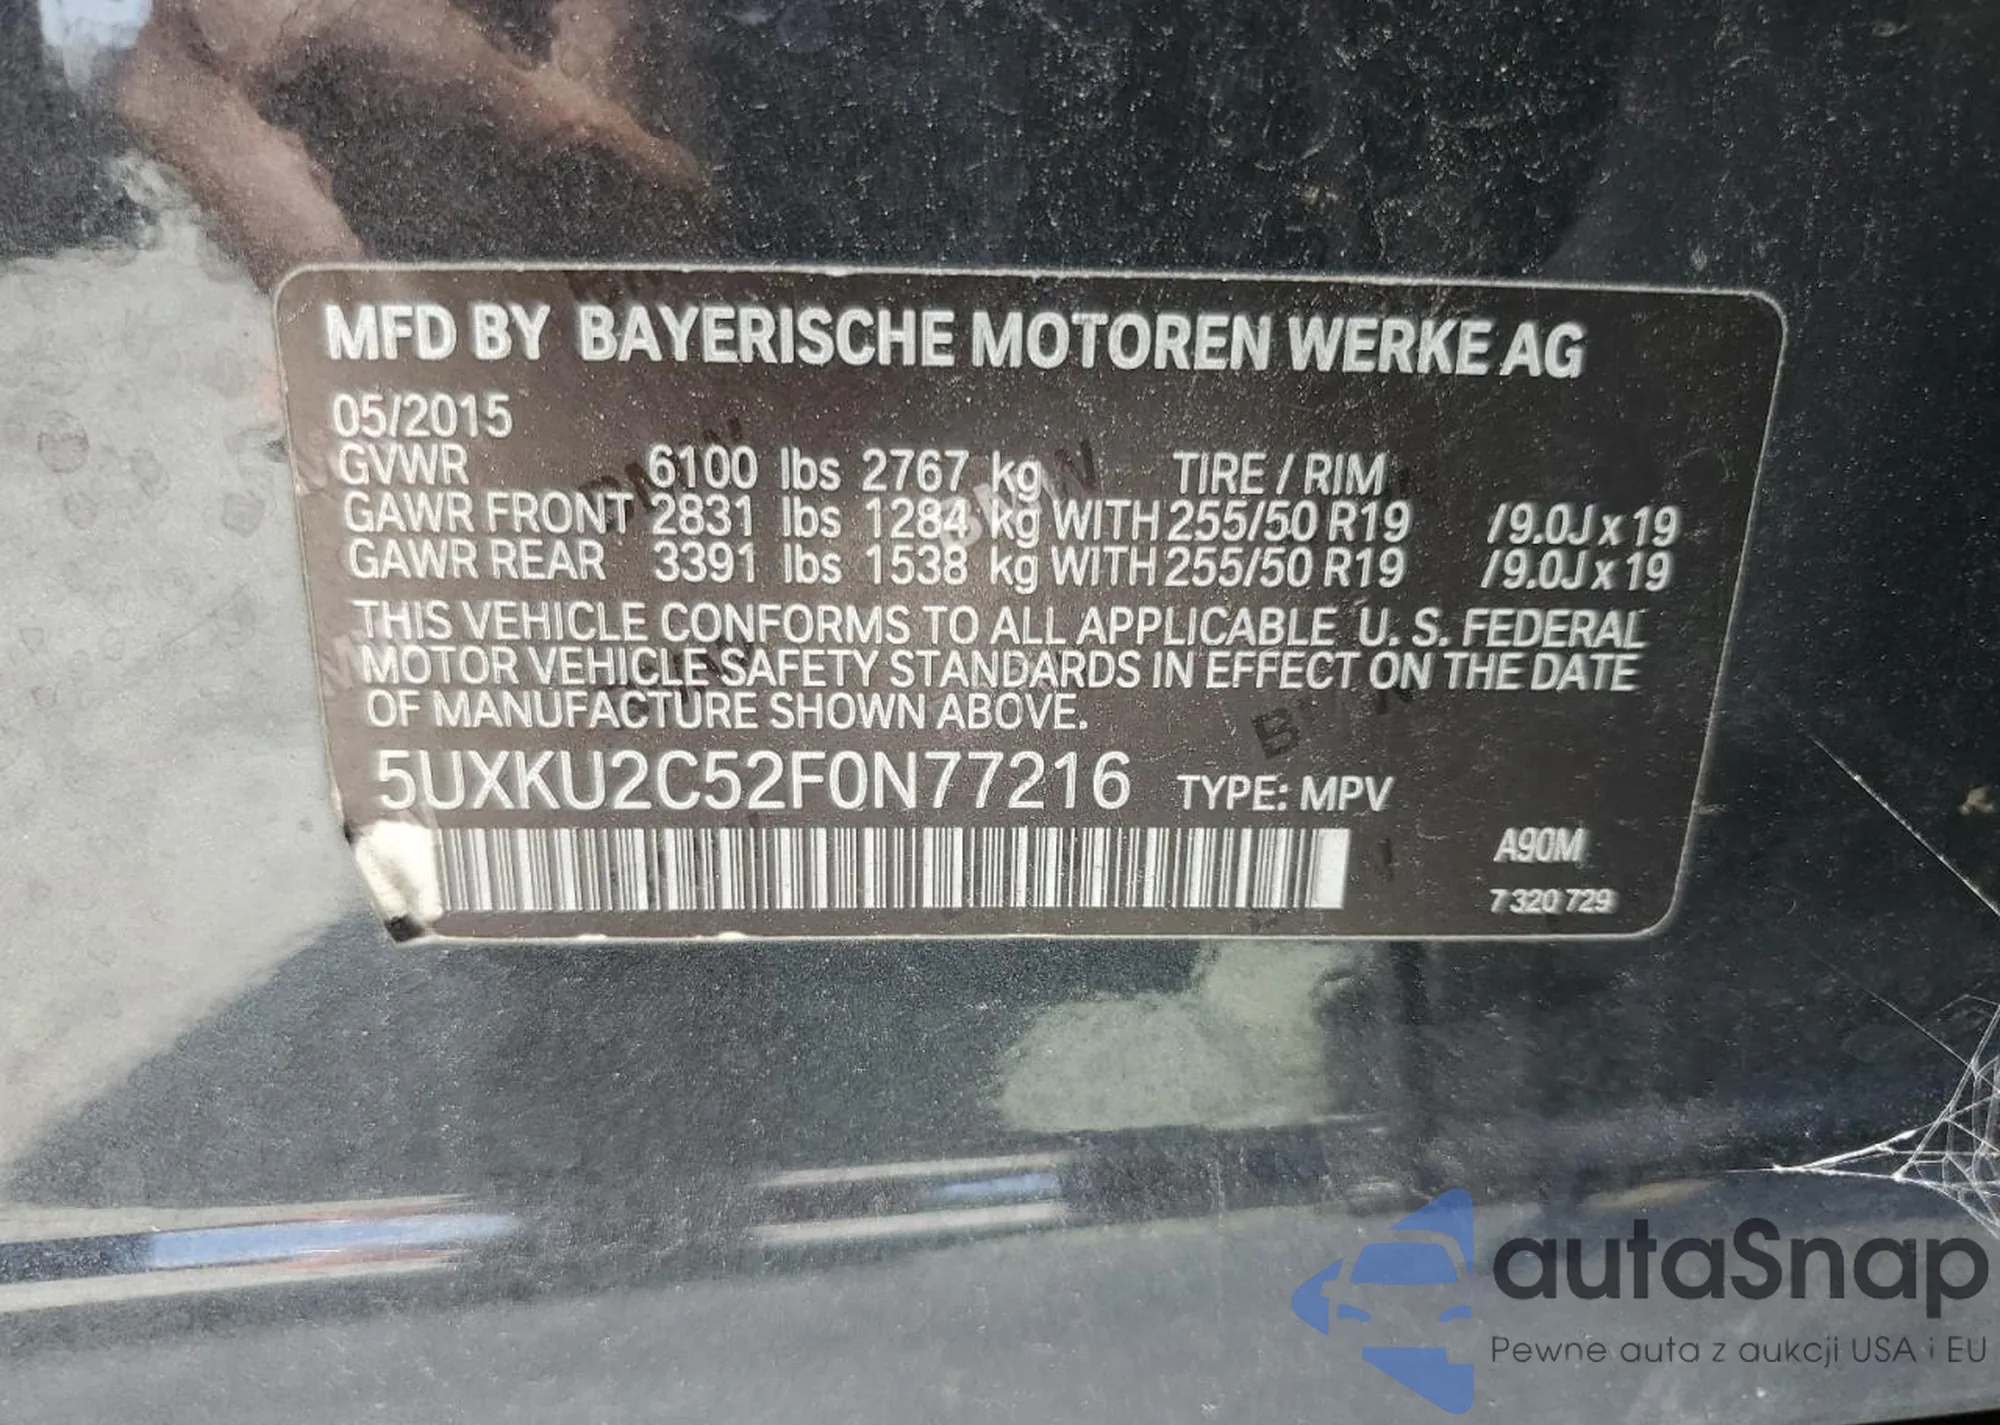 MFD BY BAYERISCHE MOTOREN WERKE AG
05/2015
GVWR 6100 lbs 2767 kg TIRE / RIM
GAWR FRONT 2831 lbs 1284 kg WITH 255/50 R19 /9.0J x 19
GAWR REAR 3391 lbs 1538 kg WITH 255/50 R19 /9.0J x 19
THIS VEHICLE CONFORMS TO ALL APPLICABLE U. S. FEDERAL
MOTOR VEHICLE SAFETY STANDARDS IN EFFECT ON THE DATE
OF MANUFACTURE SHOWN ABOVE.
5UXKU2C52F0N77216 TYPE: MPV
A90M
7 320 729
autaSnap
Pewne auta z aukcji USA i EU